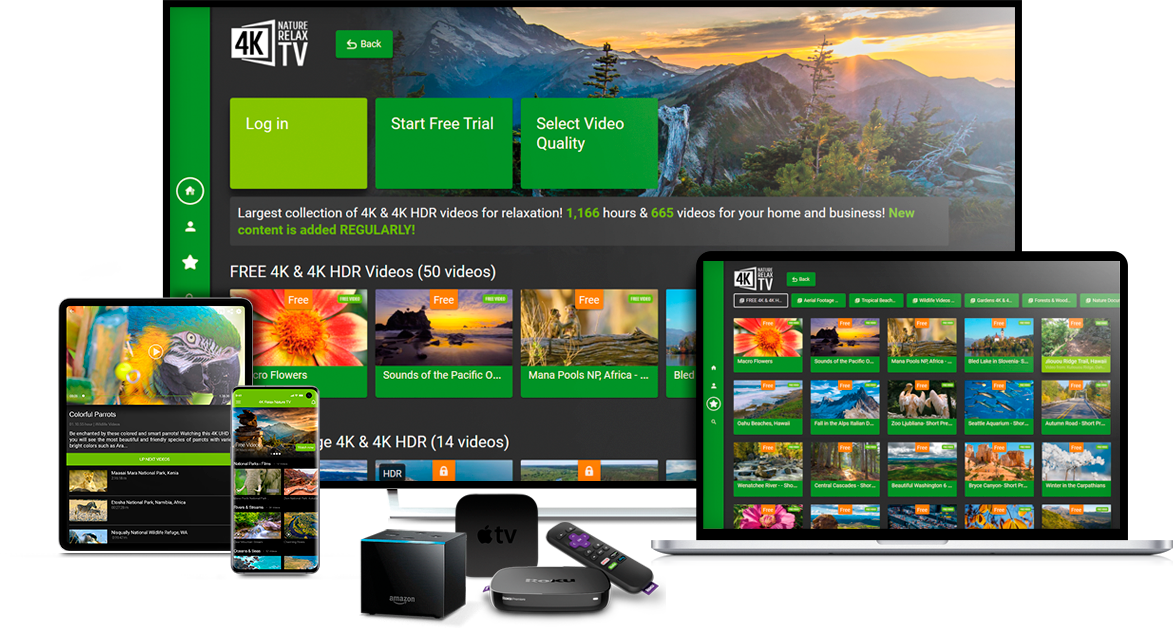 4K NATURE
RELAX
TV
Back
Log in
Start Free Trial
Select Video
Quality
Largest collection of 4K & 4K HDR videos for relaxation! 1,166 hours & 665 videos for your home and business! New
content is added REGULARLY!
FREE 4K & 4K HDR Videos (50 videos)
Free FREE VIDEO
Free FREE VIDEO
Free FREE VIDEO
cro Flowers
Sounds of the Pacific O...
Mana Pools NP, Africa - ...
Bled
ge 4K & 4K HDR (14 videos)
HDR
Colorful Parrots
Be enchanted by these colored and smart parrots! Watching this 4K UHD
you will see the most beautiful and friendly species of parrots with
bright colors such as Ara...
UP NEXT VIDEOS
Maasai Mara National Park, Kenia
Etosha National Park, Namibia, Africa
Nisqually National Wildlife Refuge, WA
4K Relax Nature TV
Free Video
National Parks - Films
Rivers & Streams
Oceans & Seas
4K NATURE
RELAX
TV
Back
FREE 4K & 4K H...
Aerial Footage...
Tropical Beach...
Wildlife Videos...
Gardens 4K & 4...
Forests & Wood...
Nature Docu
Free
Free
Free
Free
Free
Macro Flowers
Sounds of the Pacific O...
Mana Pools NP, Africa - ...
Bled Lake in Slovenia- S...
Ridge Trail, Hawaii
Free
Free
Free
Free
Free
Oahu Beaches, Hawaii
Fall in the Alps Italian D...
Zoo Ljubliana- Short Pre...
Seattle Aquarium - Shor...
Autumn Road - Short P...
Free
Free
Free
Free
Free
Wenatchee River - - Sho...
Central Cascades - Shor...
Beautiful Washington 6 ...
Bryce Canyon- Short Pr...
Winter in the Carpathians
Free
Free
Free
Free
Free
amazon
tv
Roku